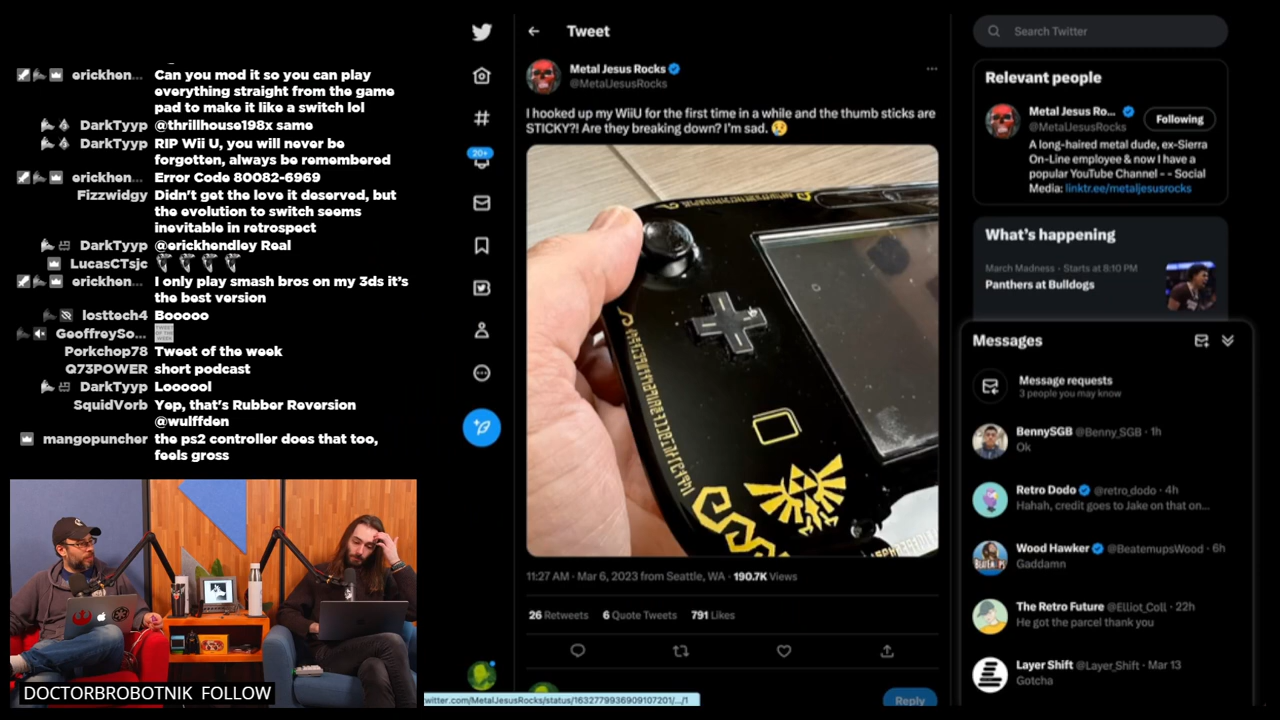 erickhen... Can you mod it so you can play
everything straight from the game
pad to make it like a switch lol
DarkTyyp @thrillhouse198x same
DarkTyyp RIP Wii U, you will never be
forgotten, always be remembered
erickhen... Error Code 80082-6969
Fizzwidgy Didn't get the love it deserved, but
the evolution to switch seems
inevitable in retrospect
DarkTyyp @erickhendley Real
LucasCTsjc
erickhen... I only play smash bros on my 3ds it's
the best version
losttech4 Booooo
GeoffreySo...
Porkchop78 Tweet of the week
Q73POWER short podcast
DarkTyyp Loooool
SquidVorb Yep, that's Rubber Reversion
@wulffden
mangopuncher the ps2 controller does that too,
feels gross
DOCTORBROBOTNIK FOLLOW
20+
Tweet
Metal Jesus Rocks
@MetalJesusRocks
I hooked up my WiiU for the first time in a while and the thumb sticks are
STICKY?! Are they breaking down? I'm sad. 😢
11:27 AM · Mar 6, 2023 from Seattle, WA · 190.7K Views
26 Retweets 6 Quote Tweets 791 Likes
Reply
twitter.com/MetalJesusRocks/status/1632779936909107201/.../1
Search Twitter
Relevant people
Metal Jesus Ro...
@MetalJesusRocks
Following
A long-haired metal dude, ex-Sierra
On-Line employee & now I have a
popular YouTube Channel - - Social
Media: linktr.ee/metaljesusrocks
What's happening
March Madness · Starts at 8:10 PM
Panthers at Bulldogs
Messages
Message requests
3 people you may know
BennySGB @Benny_SGB · 1h
Ok
Retro Dodo @retro_dodo · 4h
Hahah, credit goes to Jake on that on...
Wood Hawker @BeatemupsWood · 6h
Gaddamn
The Retro Future @Elliot_Coll · 22h
He got the parcel thank you
Layer Shift @Layer_Shift · Mar 13
Gotcha